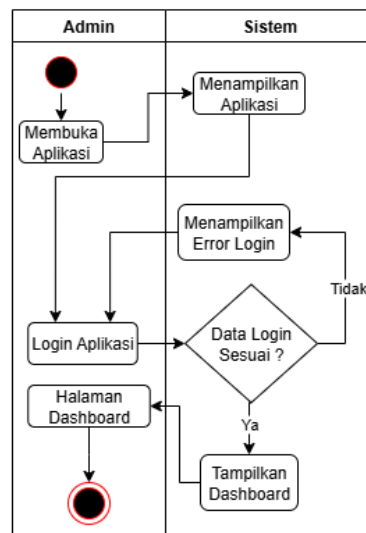 Admin
Sistem
Menampilkan
Aplikasi
Membuka
Aplikasi
Menampilkan
Error Login
Tidak
Login Aplikasi
Data Login
Sesuai ?
Halaman
Dashboard
Ya
Tampilkan
Dashboard